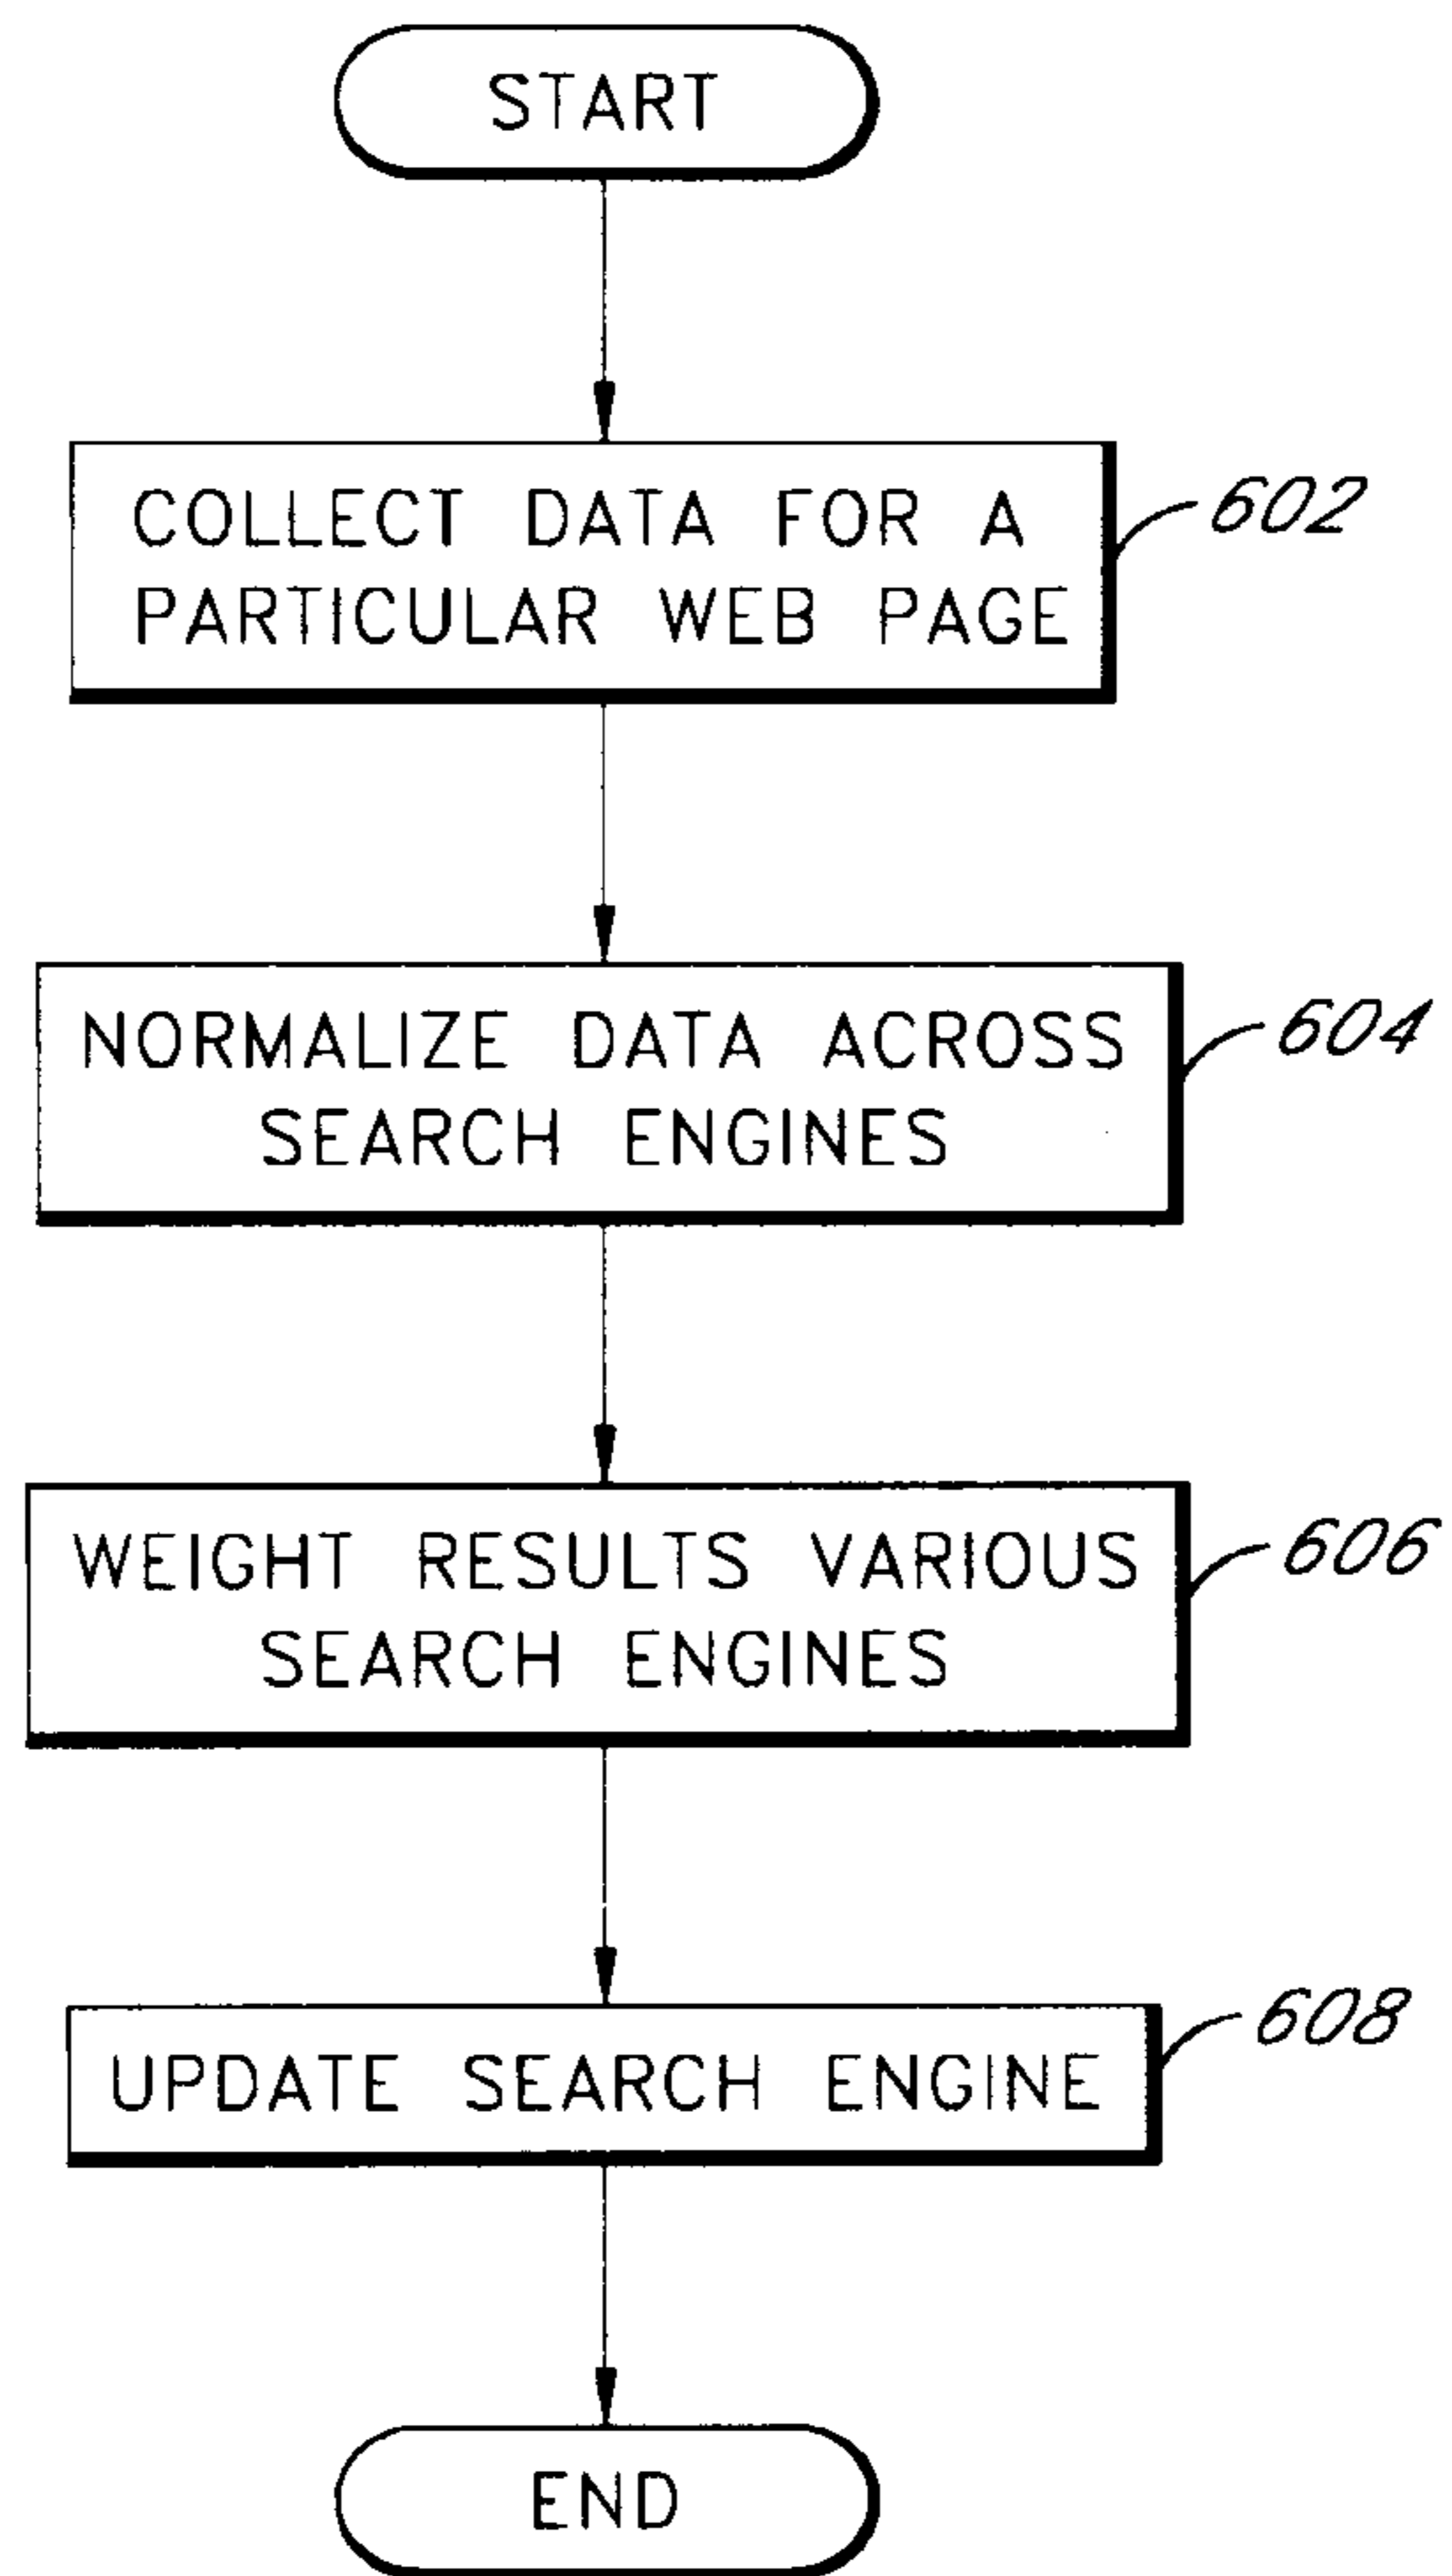 START
COLLECT DATA FOR A
PARTICULAR WEB PAGE
602
NORMALIZE DATA ACROSS
SEARCH ENGINES
604
WEIGHT RESULTS VARIOUS
SEARCH ENGINES
606
UPDATE SEARCH ENGINE
608
END